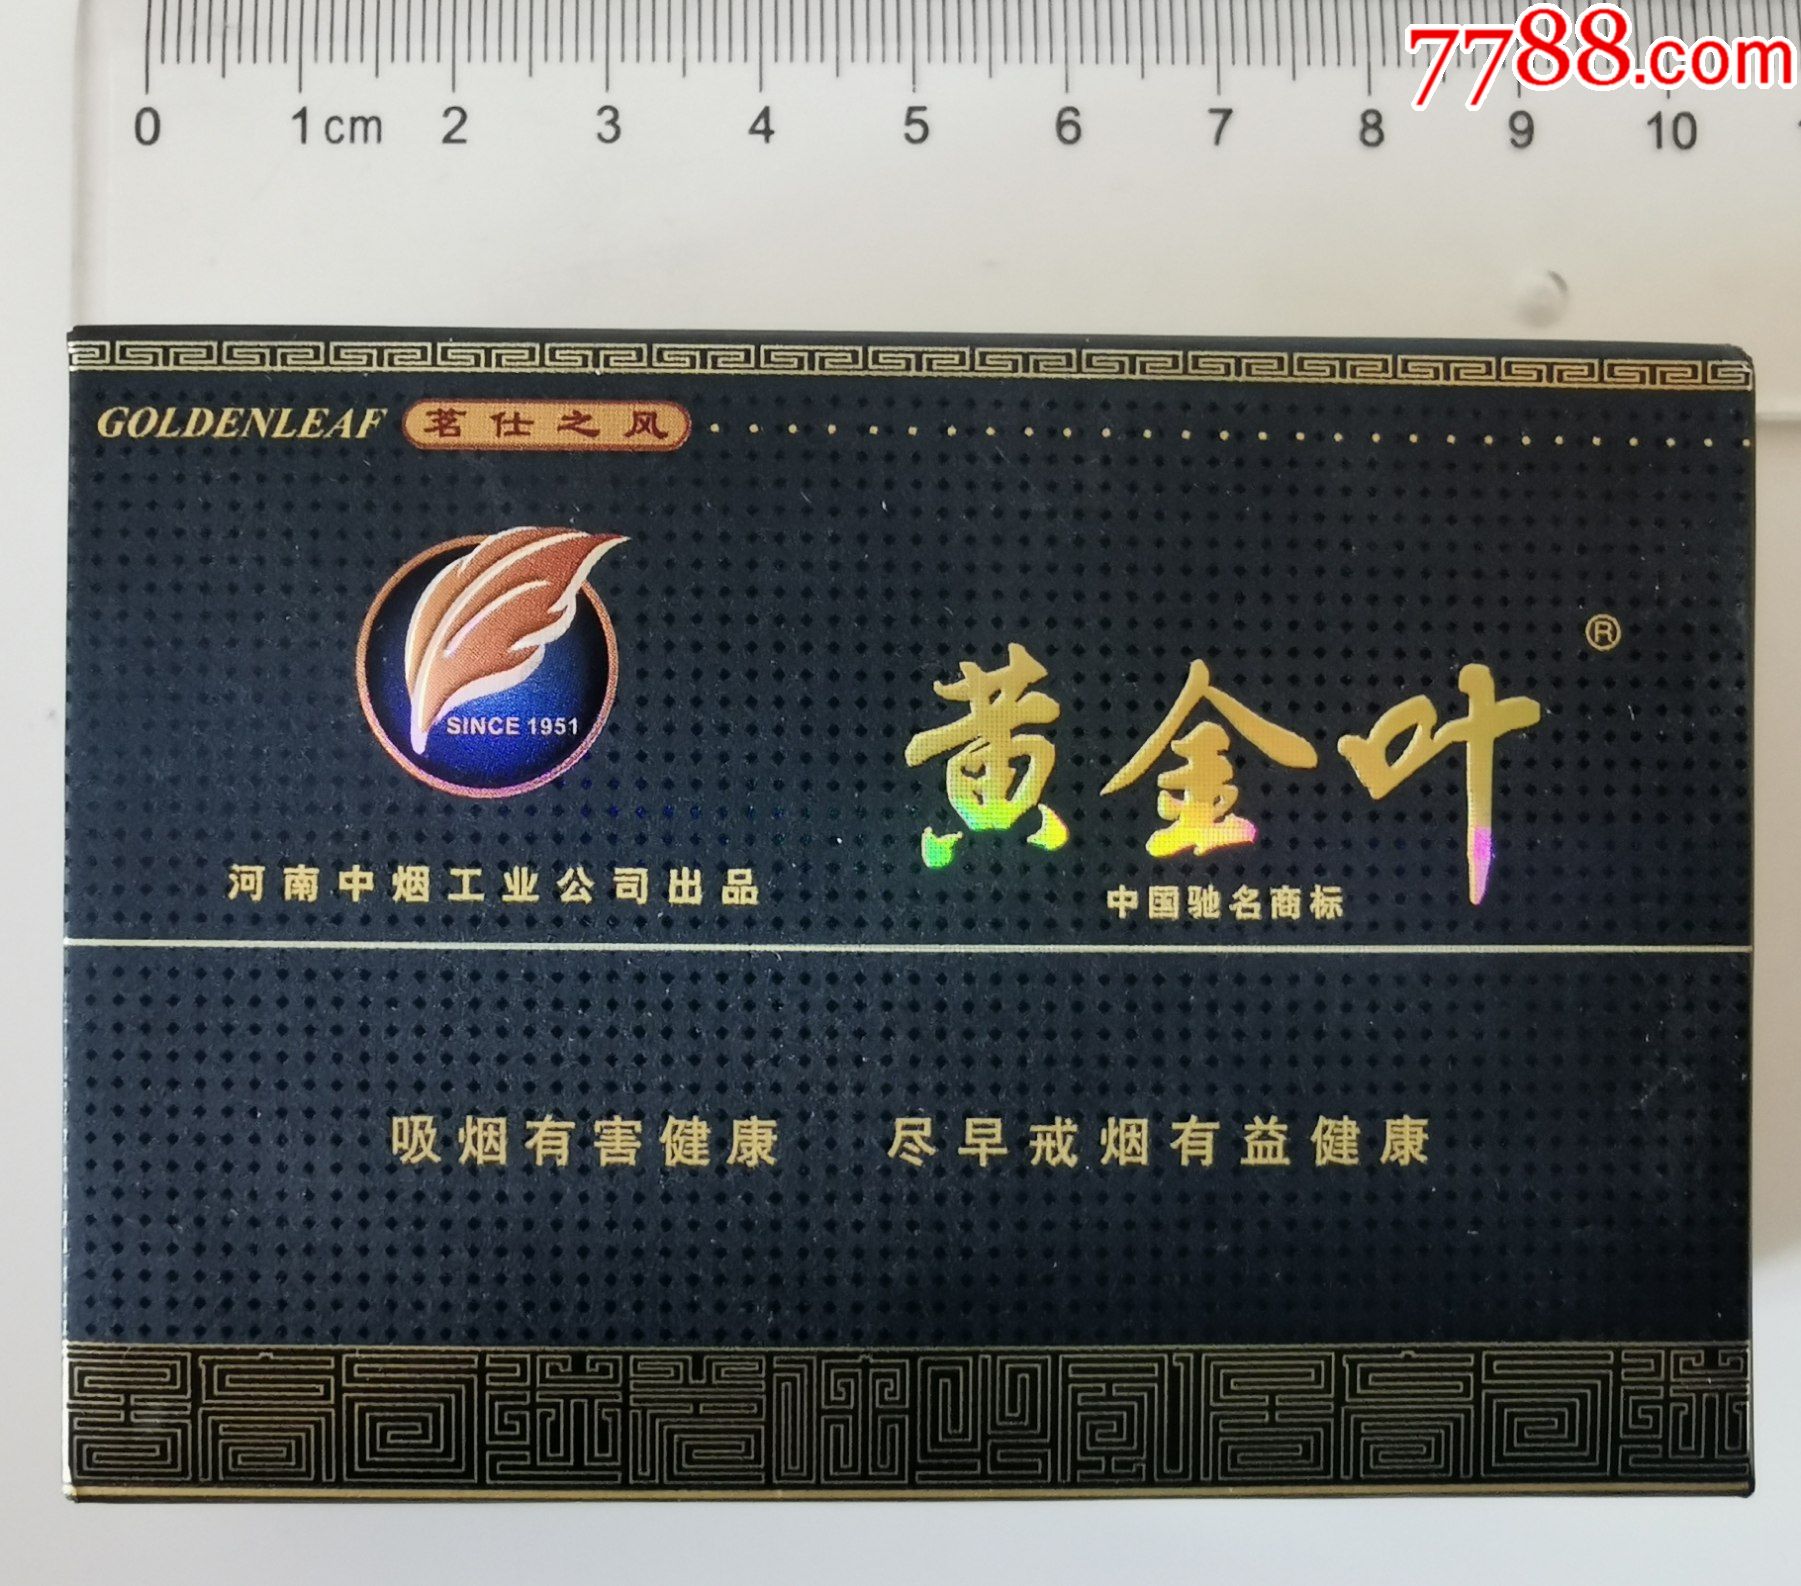 7788.com
0 1cm 2 3 4 5 6 7 8 9 10
GOLDENLEAF 茗仕之风
SINCE 1951
黄金叶®
河南中烟工业公司出品
中国驰名商标
吸烟有害健康 尽早戒烟有益健康